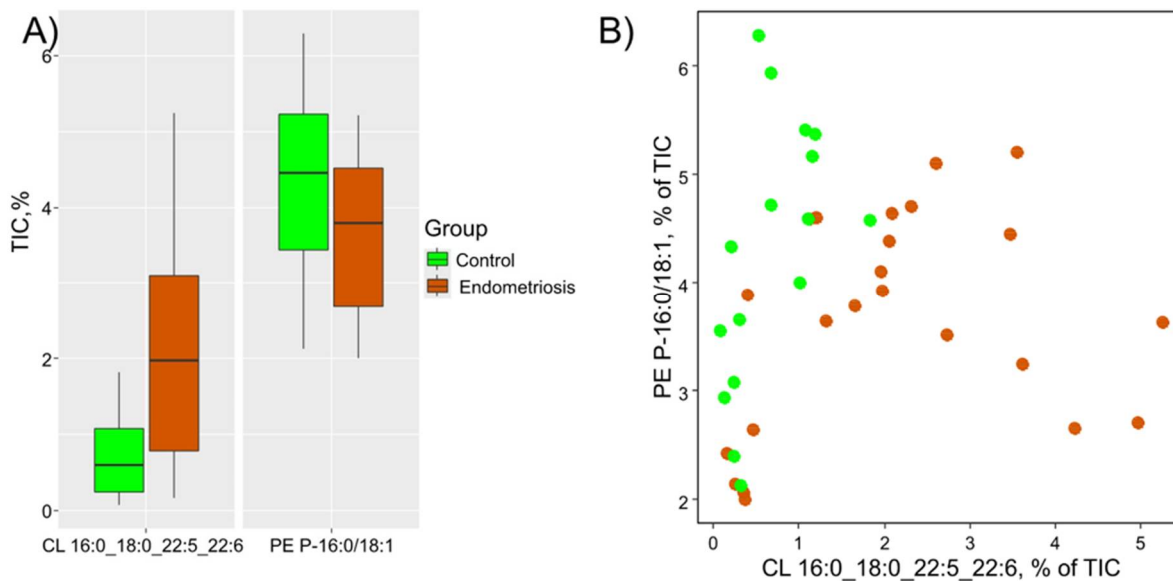 A)
TIC,%
6
4
2
0
CL 16:0_18:0_22:5_22:6
PE P-16:0/18:1
Group
Control
Endometriosis
B)
PE P-16:0/18:1, % of TIC
6
5
4
3
2
0
1
2
3
4
5
CL 16:0_18:0_22:5_22:6, % of TIC